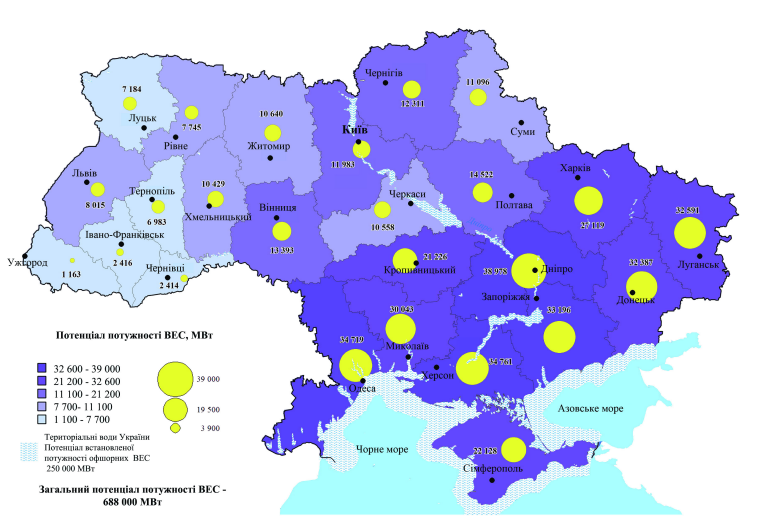 Чернігів
12 311
11 096
Суми
7 184
Луцьк
7 745
Рівне
10 640
Житомир
Київ
11 983
Львів
8 015
Тернопіль
6 983
10 429
Хмельницький
Вінниця
13 393
Черкаси
10 558
14 522
Полтава
Харків
27 119
32 591
Луганськ
Ужгород
1 163
Івано-Франківськ
2 416
Чернівці
2 414
21 226
Кропивницький
38 978
Дніпро
Запоріжжя
33 196
32 387
Донецьк
30 043
Миколаїв
34 719
Одеса
Херсон
34 761
Азовське море
Чорне море
22 128
Сімферополь
Потенціал потужності ВЕС, МВт
32 600 - 39 000
21 200 - 32 600
11 100 - 21 200
7 700- 11 100
1 100 - 7 700
39 000
19 500
3 900
Територіальні води України
Потенціал встановленої
потужності офшорних ВЕС
250 000 МВт
Загальний потенціал потужності ВЕС -
688 000 МВт